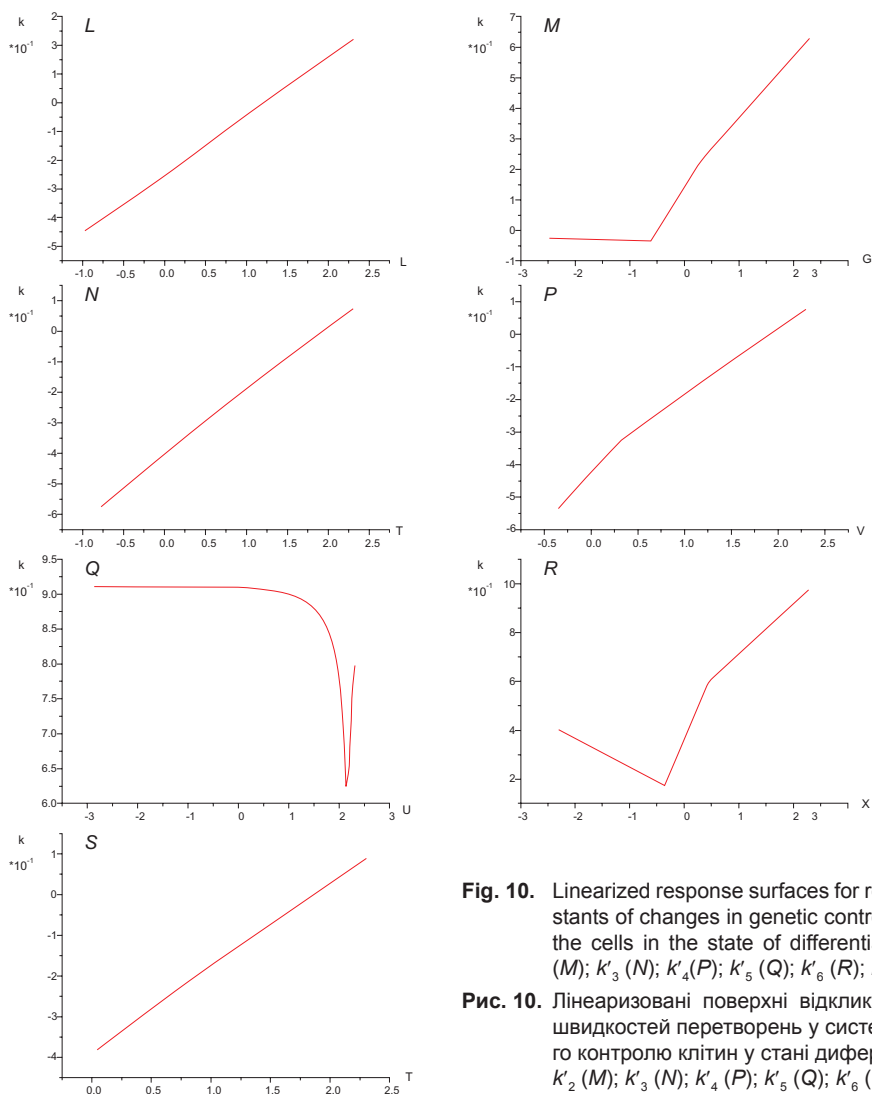 k
*10⁻¹
L
2
3
1
0
-1
-2
-3
-4
-5
-1.0 -0.5 0.0 0.5 1.0 1.5 2.0 2.5
L
k
*10⁻¹
M
7
6
5
4
3
2
1
0
-1
-3 -2 -1 0 1 2 3
G
k
*10⁻¹
N
1
0
-1
-2
-3
-4
-5
-6
-1.0 -0.5 0.0 0.5 1.0 1.5 2.0 2.5
T
k
*10⁻¹
P
1
0
-1
-2
-3
-4
-5
-6
-0.5 0.0 0.5 1.0 1.5 2.0 2.5
V
k
*10⁻¹
Q
9.5
9.0
8.5
8.0
7.5
7.0
6.5
6.0
-3 -2 -1 0 1 2 3
U
k
*10⁻¹
R
10
8
6
4
2
-3 -2 -1 0 1 2 3
X
k
*10⁻¹
S
1
0
-1
-2
-3
-4
0.0 0.5 1.0 1.5 2.0 2.5
T
Fig. 10. Linearized response surfaces for
stants of changes in genetic
the cells in the state of
(M); k′₃ (N); k′₄(P); k′₅ (Q); k′₆ (R);
Рис. 10. Лінеаризовані поверхні
швидкостей перетворень у
го контролю клітин у стані
k′₂ (M); k′₃ (N); k′₄ (P); k′₅ (Q); k′₆